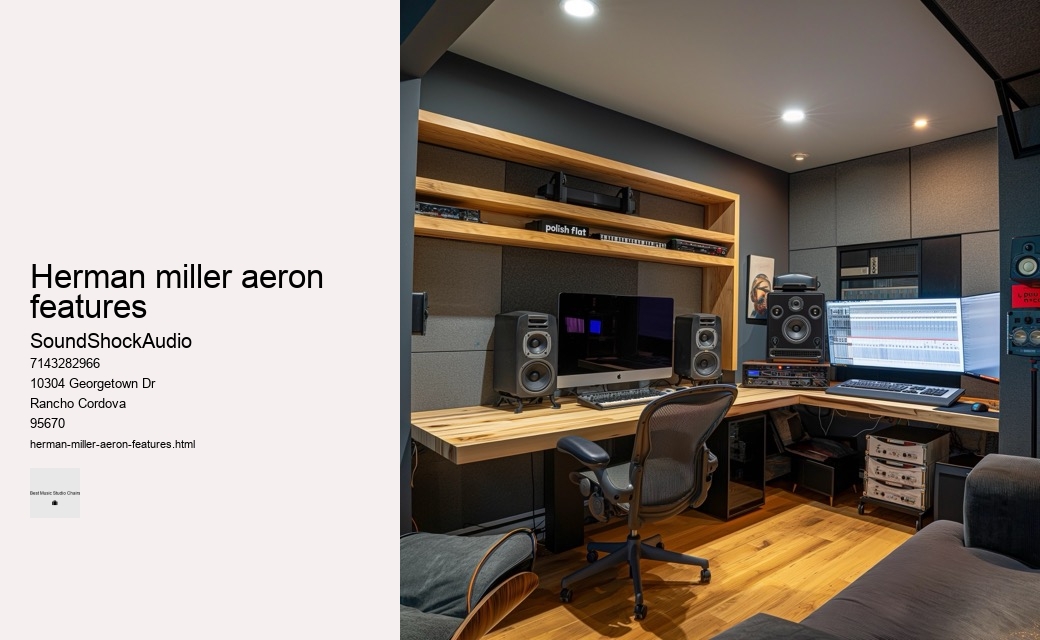 Herman miller aeron
features
SoundShockAudio
7143282966
10304 Georgetown Dr
Rancho Cordova
95670
herman-miller-aeron-features.html
Best Music Studio Chairs
polish flat